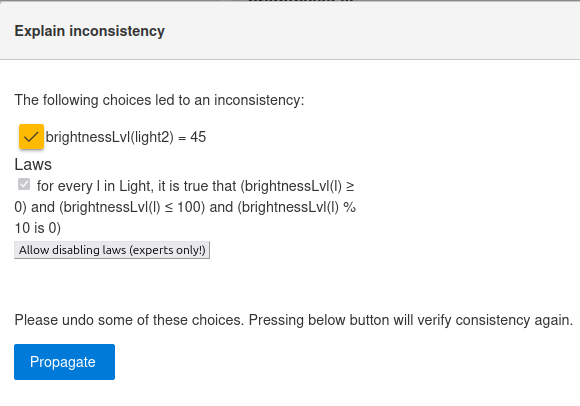 Explain inconsistency
The following choices led to an inconsistency:
brightnessLvl(light2) = 45
Laws
for every l in Light, it is true that (brightnessLvl(l) ≥
0) and (brightnessLvl(l) ≤ 100) and (brightnessLvl(l) %
10 is 0)
Allow disabling laws (experts only!)
Please undo some of these choices. Pressing below button will verify consistency again.
Propagate